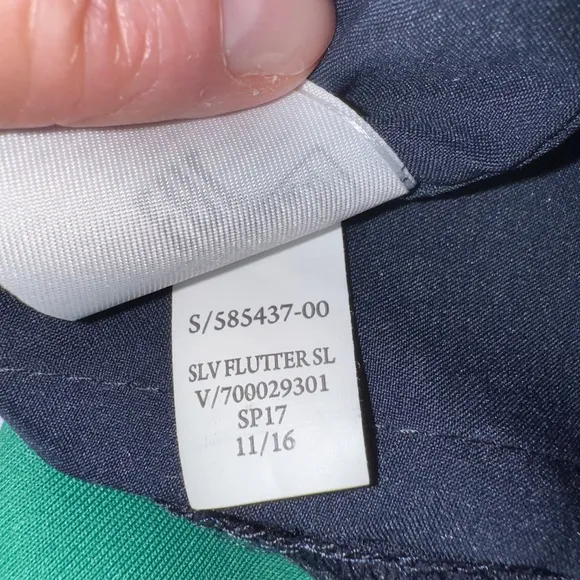 S/585437-00
SLV FLUTTER SL
V/700029301
SP17
11/16